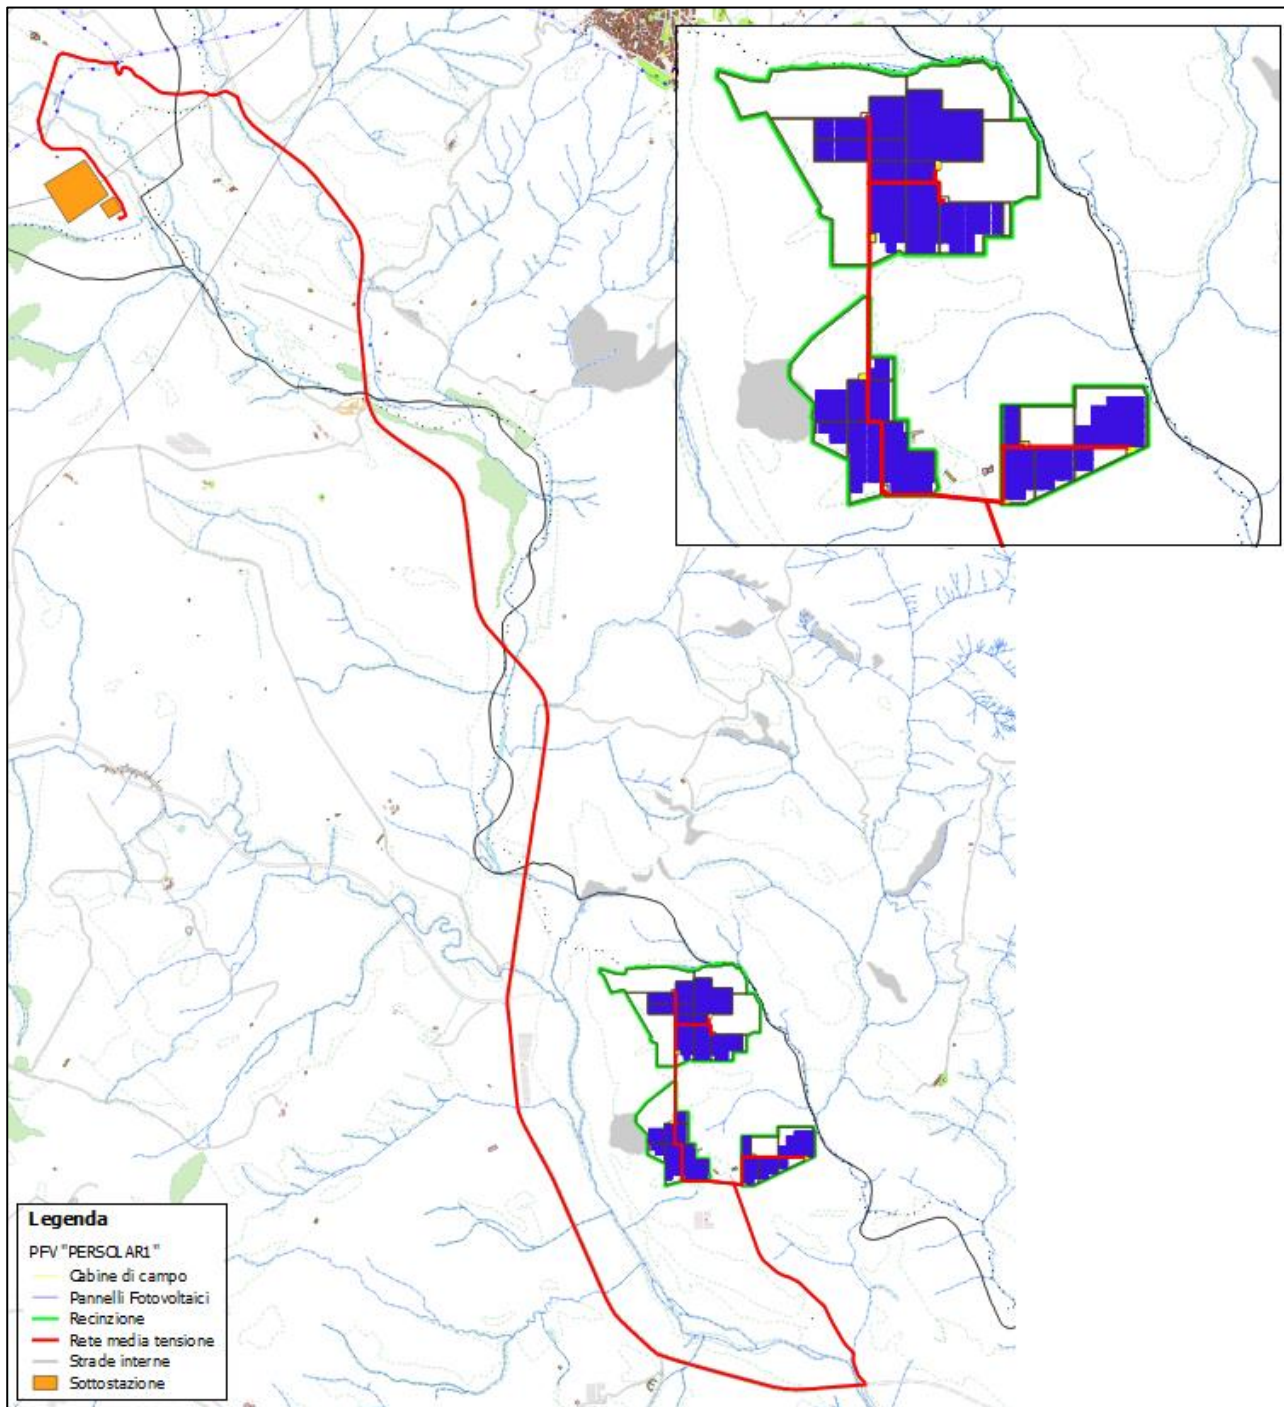 Legenda
PFV "PERSOLAR1"
Cabine di campo
Pannelli Fotovoltaici
Recinzione
Rete media tensione
Strade interne
Sottostazione